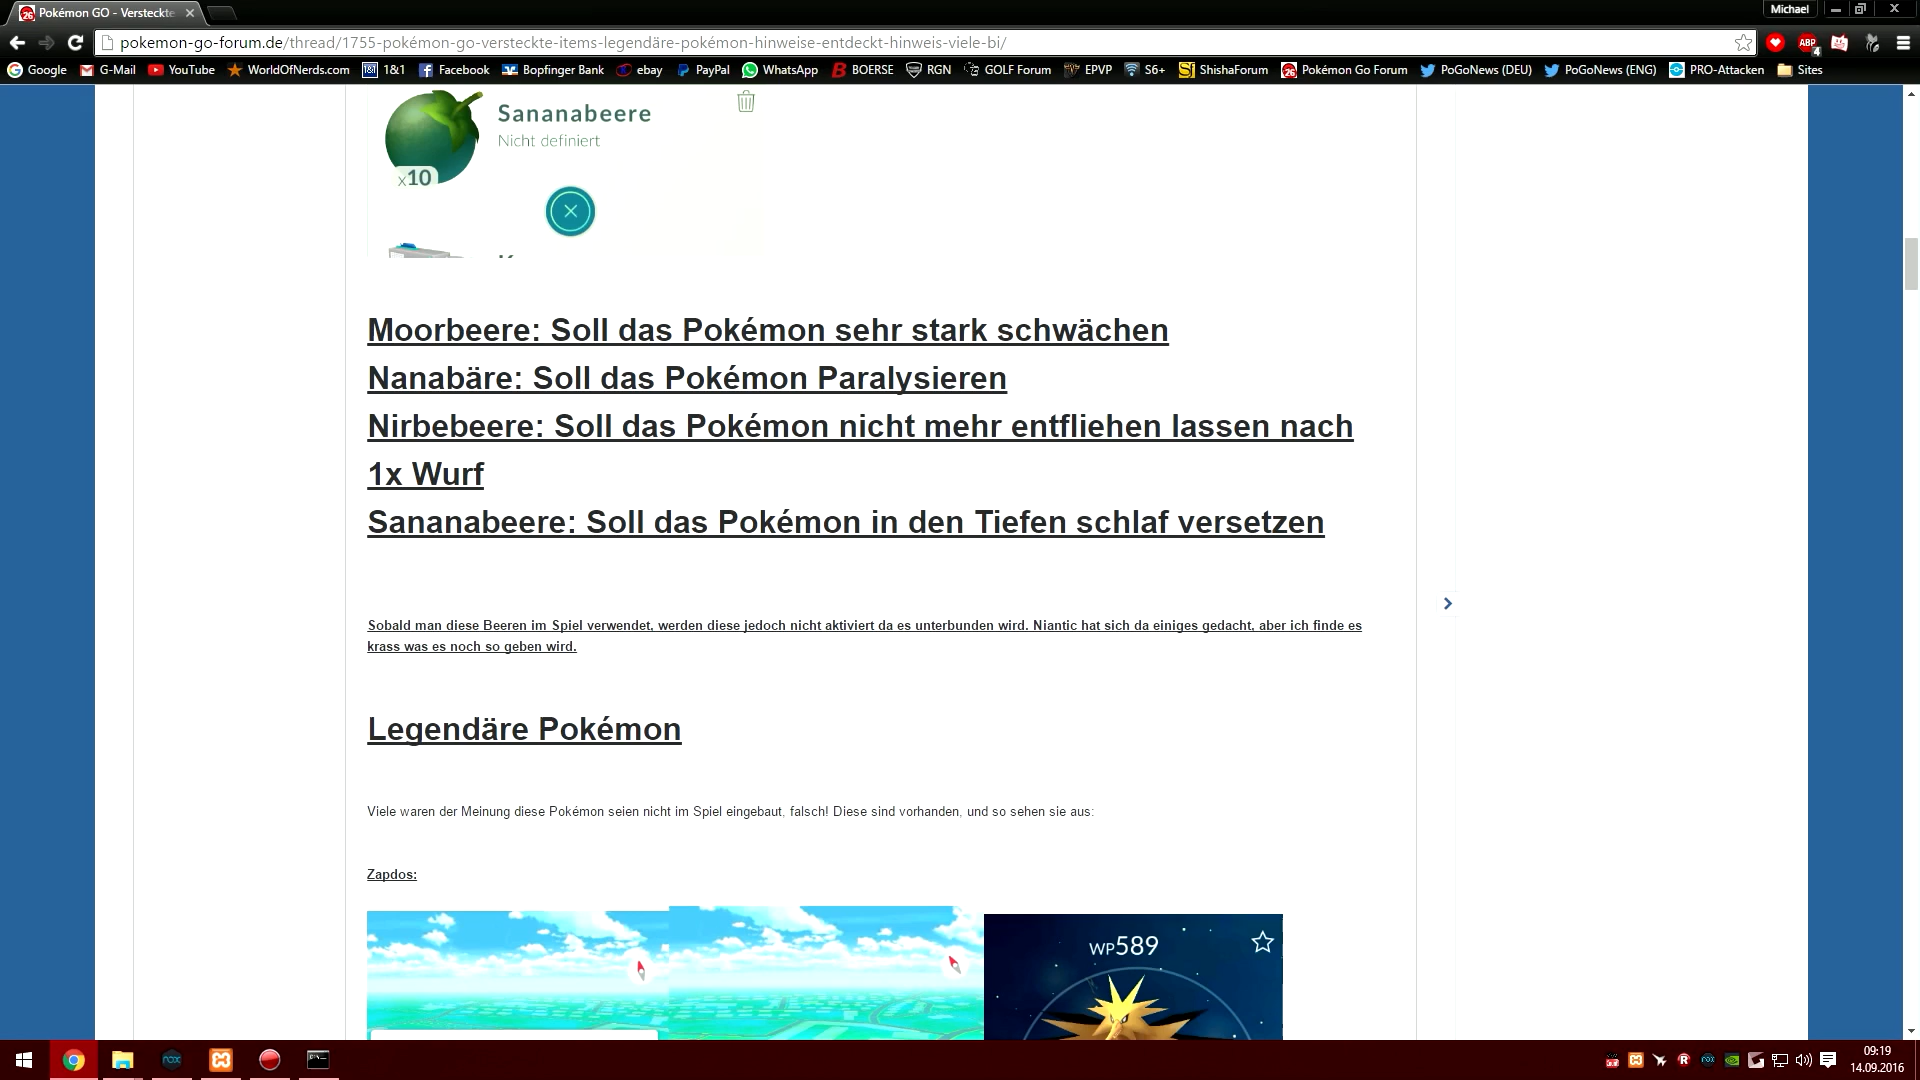 Pokémon GO - Versteckte
Michael
pokemon-go-forum.de/thread/1755-pokémon-go-versteckte-items-legendäre-pokémon-hinweise-entdeckt-hinweis-viele-bi/
ABP
4
Google G-Mail YouTube WorldOfNerds.com 1&1 Facebook Bopfinger Bank ebay PayPal WhatsApp BOERSE RGN GOLF Forum EPVP S6+ ShishaForum Pokémon Go Forum PoGoNews (DEU) PoGoNews (ENG) PRO-Attacken Sites
Sananabeere
Nicht definiert
x10
Moorbeere: Soll das Pokémon sehr stark schwächen
Nanabäre: Soll das Pokémon Paralysieren
Nirbebeere: Soll das Pokémon nicht mehr entfliehen lassen nach
1x Wurf
Sananabeere: Soll das Pokémon in den Tiefen schlaf versetzen
Sobald man diese Beeren im Spiel verwendet, werden diese jedoch nicht aktiviert da es unterbunden wird. Niantic hat sich da einiges gedacht, aber ich finde es
krass was es noch so geben wird.
Legendäre Pokémon
Viele waren der Meinung diese Pokémon seien nicht im Spiel eingebaut, falsch! Diese sind vorhanden, und so sehen sie aus:
Zapdos:
WP589
09:19
14.09.2016